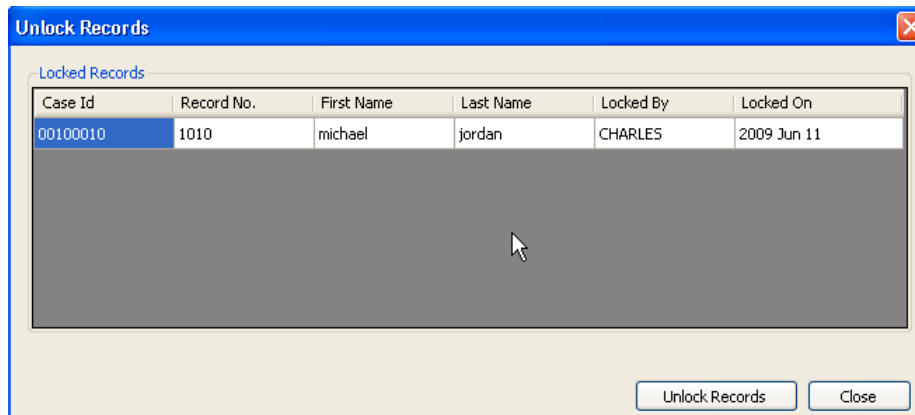 Unlock Records
Locked Records
Case Id Record No. First Name Last Name Locked By Locked On
00100010 1010 michael jordan CHARLES 2009 Jun 11
Unlock Records Close